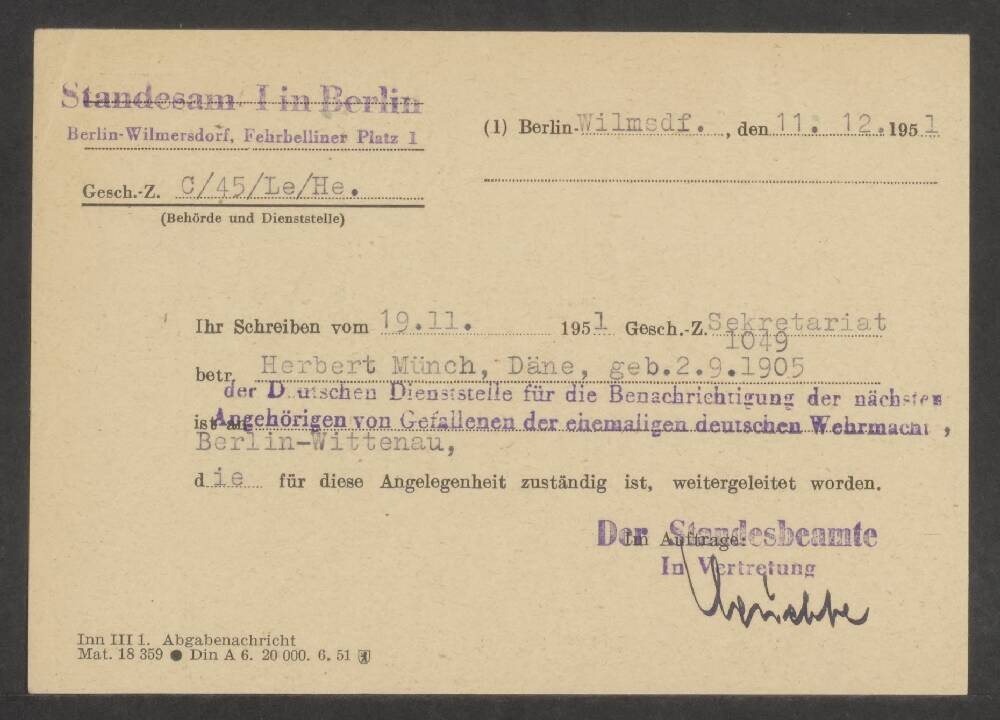 Standesam I in Berlin
Berlin-Wilmersdorf, Fehrbelliner Platz 1
(1) Berlin-Wilmsdf. , den 11. 12. 1951
Gesch.-Z. C/45/Le/He.
(Behörde und Dienststelle)
Ihr Schreiben vom 19.11. 1951 Gesch.-Z. Sekretariat
1049
betr. Herbert Münch, Däne, geb.2.9.1905
der Deutschen Dienststelle für die Benachrichtigung der nächsten
ist an Angehörigen von Gefallenen der ehemaligen deutschen Wehrmacht ,
Berlin-Wittenau,
die für diese Angelegenheit zuständig ist, weitergeleitet worden.
Der Standesbeamte
Im Auftrage:
In Vertretung
Inn III 1. Abgabenachricht
Mat. 18 359 ● Din A 6. 20 000. 6. 51